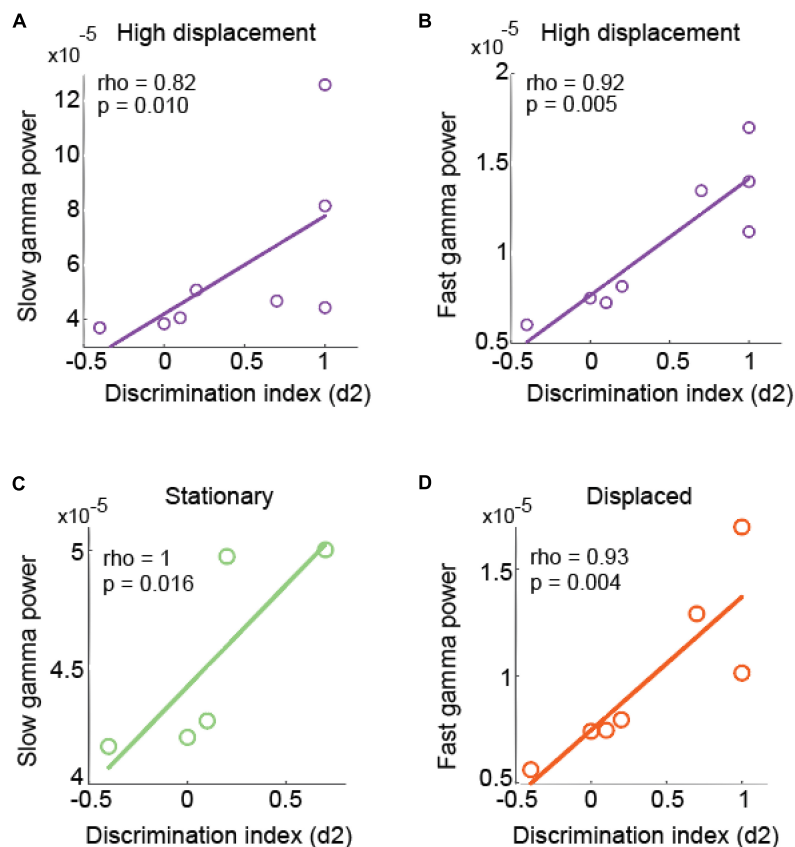 A
High displacement
x10 -5
rho = 0.82
p = 0.010
12
10
8
6
4
-0.5 0 0.5 1
Slow gamma power
Discrimination index (d2)
B
High displacement
x10 -5
rho = 0.92
p = 0.005
2
1.5
1
0.5
-0.5 0 0.5 1
Fast gamma power
Discrimination index (d2)
C
Stationary
x10 -5
rho = 1
p = 0.016
5
4.5
4
-0.5 0 0.5
Slow gamma power
Discrimination index (d2)
D
Displaced
x10 -5
rho = 0.93
p = 0.004
1.5
1
0.5
-0.5 0 0.5 1
Fast gamma power
Discrimination index (d2)